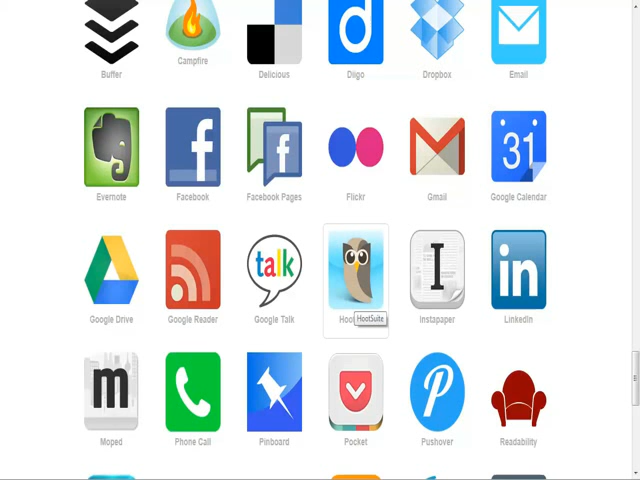 Buffer
Campfire
Delicious
Diigo
Dropbox
Email
31
Evernote
Facebook
Facebook Pages
Flickr
Gmail
Google Calendar
talk
in
Google Drive
Google Reader
Google Talk
Hoot
HootSuite
Instapaper
LinkedIn
m
Moped
Phone Call
Pinboard
Pocket
Pushover
Readability